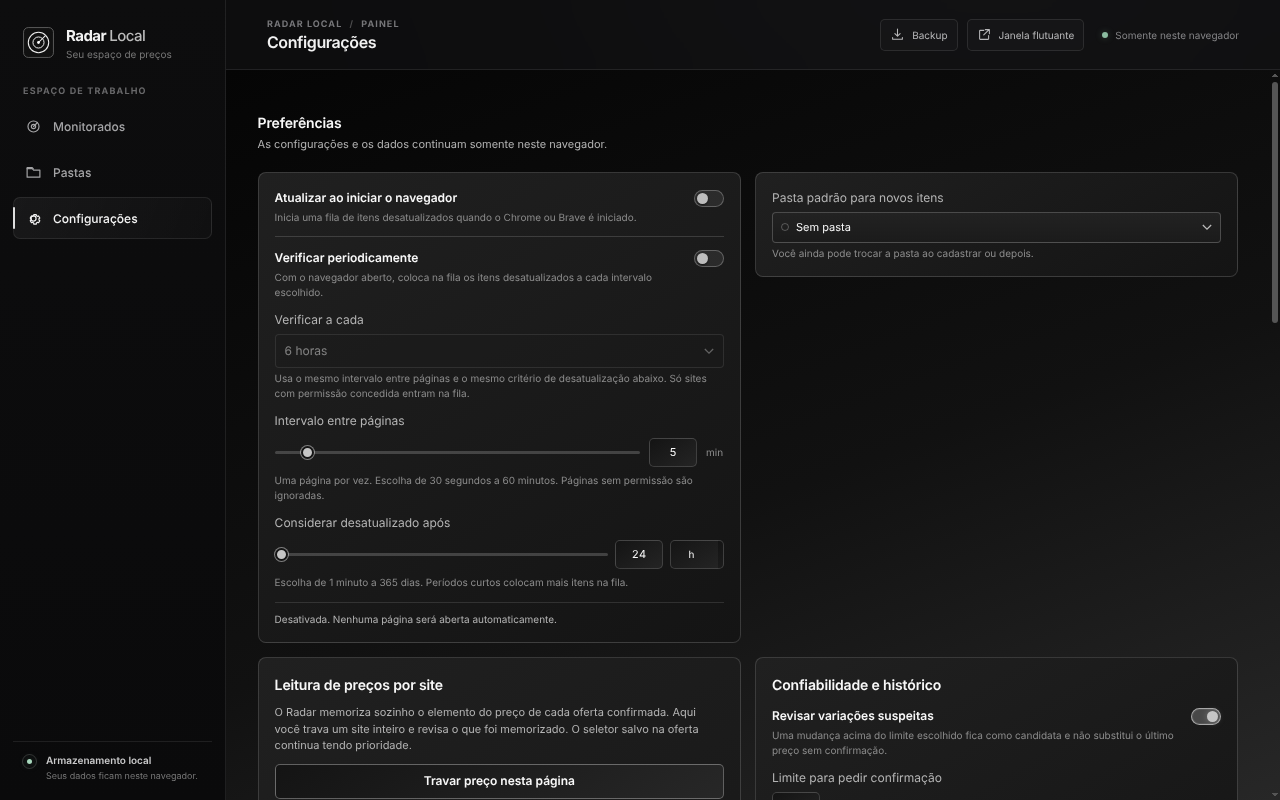 Radar Local
Seu espaço de preços
ESPAÇO DE TRABALHO
Monitorados
Pastas
Configurações
Armazenamento local
Seus dados ficam neste navegador.
RADAR LOCAL / PAINEL
Configurações
Backup
Janela flutuante
Somente neste navegador
Preferências
As configurações e os dados continuam somente neste navegador.
Atualizar ao iniciar o navegador
Inicia uma fila de itens desatualizados quando o Chrome ou Brave é iniciado.
Verificar periodicamente
Com o navegador aberto, coloca na fila os itens desatualizados a cada intervalo
escolhido.
Verificar a cada
6 horas
Usa o mesmo intervalo entre páginas e o mesmo critério de desatualização abaixo. Só sites
com permissão concedida entram na fila.
Intervalo entre páginas
5 min
Uma página por vez. Escolha de 30 segundos a 60 minutos. Páginas sem permissão são
ignoradas.
Considerar desatualizado após
24 h
Escolha de 1 minuto a 365 dias. Períodos curtos colocam mais itens na fila.
Desativada. Nenhuma página será aberta automaticamente.
Pasta padrão para novos itens
Sem pasta
Você ainda pode trocar a pasta ao cadastrar ou depois.
Leitura de preços por site
O Radar memoriza sozinho o elemento do preço de cada oferta confirmada. Aqui
você trava um site inteiro e revisa o que foi memorizado. O seletor salvo na oferta
continua tendo prioridade.
Travar preço nesta página
Confiabilidade e histórico
Revisar variações suspeitas
Uma mudança acima do limite escolhido fica como candidata e não substitui o último
preço sem confirmação.
Limite para pedir confirmação